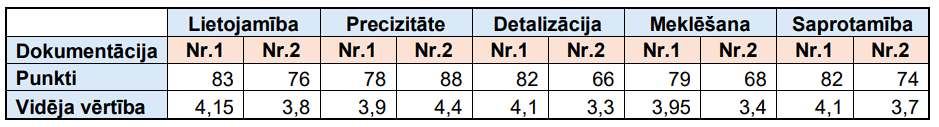 Lietojamība Precizitāte Detalizācija Meklēšana Saprotamība
Dokumentācija Nr.1 Nr.2 Nr.1 Nr.2 Nr.1 Nr.2 Nr.1 Nr.2 Nr.1 Nr.2
Punkti 83 76 78 88 82 66 79 68 82 74
Vidēja vērtība 4,15 3,8 3,9 4,4 4,1 3,3 3,95 3,4 4,1 3,7